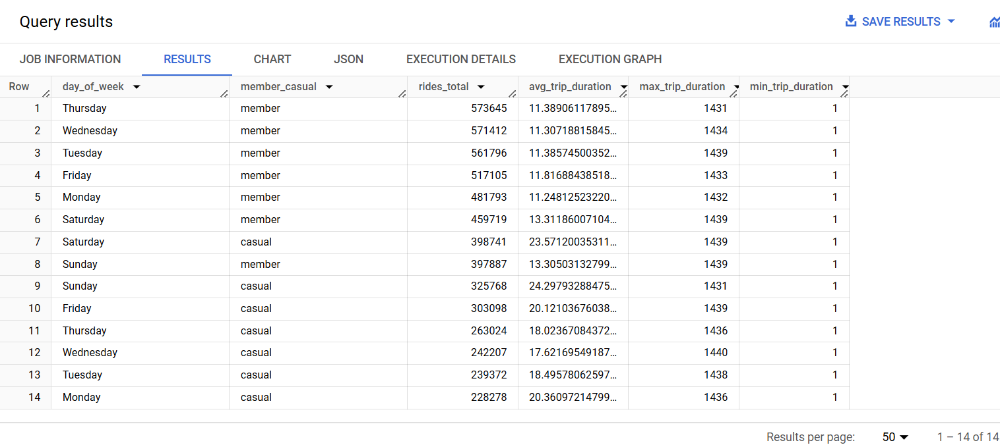 Query results SAVE RESULTS
JOB INFORMATION RESULTS CHART JSON EXECUTION DETAILS EXECUTION GRAPH
Row day_of_week member_casual rides_total avg_trip_duration max_trip_duration min_trip_duration
1 Thursday member 573645 11.38906117895... 1431 1
2 Wednesday member 571412 11.30718815845... 1434 1
3 Tuesday member 561796 11.38574500352... 1439 1
4 Friday member 517105 11.81688438518... 1433 1
5 Monday member 481793 11.24812523220... 1432 1
6 Saturday member 459719 13.31186007104... 1439 1
7 Saturday casual 398741 23.57120035311... 1439 1
8 Sunday member 397887 13.30503132799... 1439 1
9 Sunday casual 325768 24.29793288475... 1431 1
10 Friday casual 303098 20.12103676038... 1439 1
11 Thursday casual 263024 18.02367084372... 1436 1
12 Wednesday casual 242207 17.62169549187... 1440 1
13 Tuesday casual 239372 18.49578062597... 1438 1
14 Monday casual 228278 20.36097214799... 1436 1
Results per page: 50 1 – 14 of 14